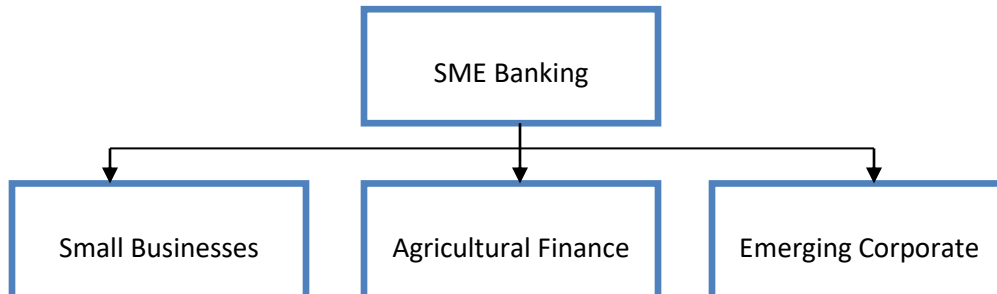 SME Banking
Small Businesses
Agricultural Finance
Emerging Corporate